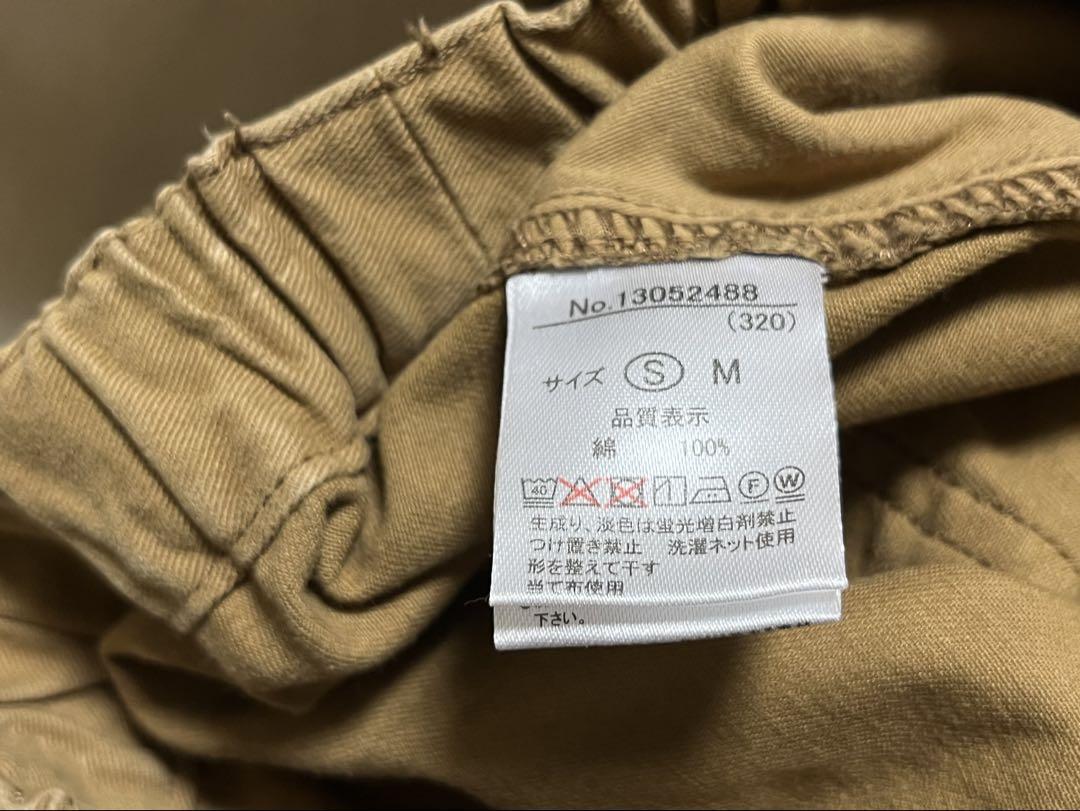 No.13052488
(320)
サイズ S M
品質表示
綿 100%
40 F W
生成り、淡色は蛍光増白剤禁止
つけ置き禁止 洗濯ネット使用
形を整えて干す
当て布使用
下さい。